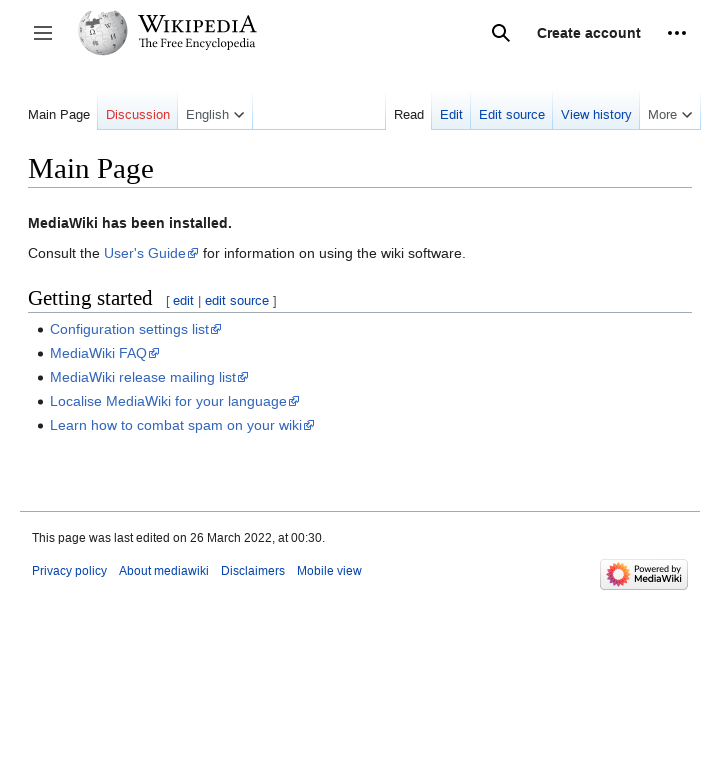 WIKIPEDIA
The Free Encyclopedia
Create account
Main Page Discussion English Read Edit Edit source View history More
Main Page
MediaWiki has been installed.
Consult the User's Guide for information on using the wiki software.
Getting started [ edit | edit source ]
Configuration settings list
MediaWiki FAQ
MediaWiki release mailing list
Localise MediaWiki for your language
Learn how to combat spam on your wiki
This page was last edited on 26 March 2022, at 00:30.
Privacy policy About mediawiki Disclaimers Mobile view
Powered by
MediaWiki